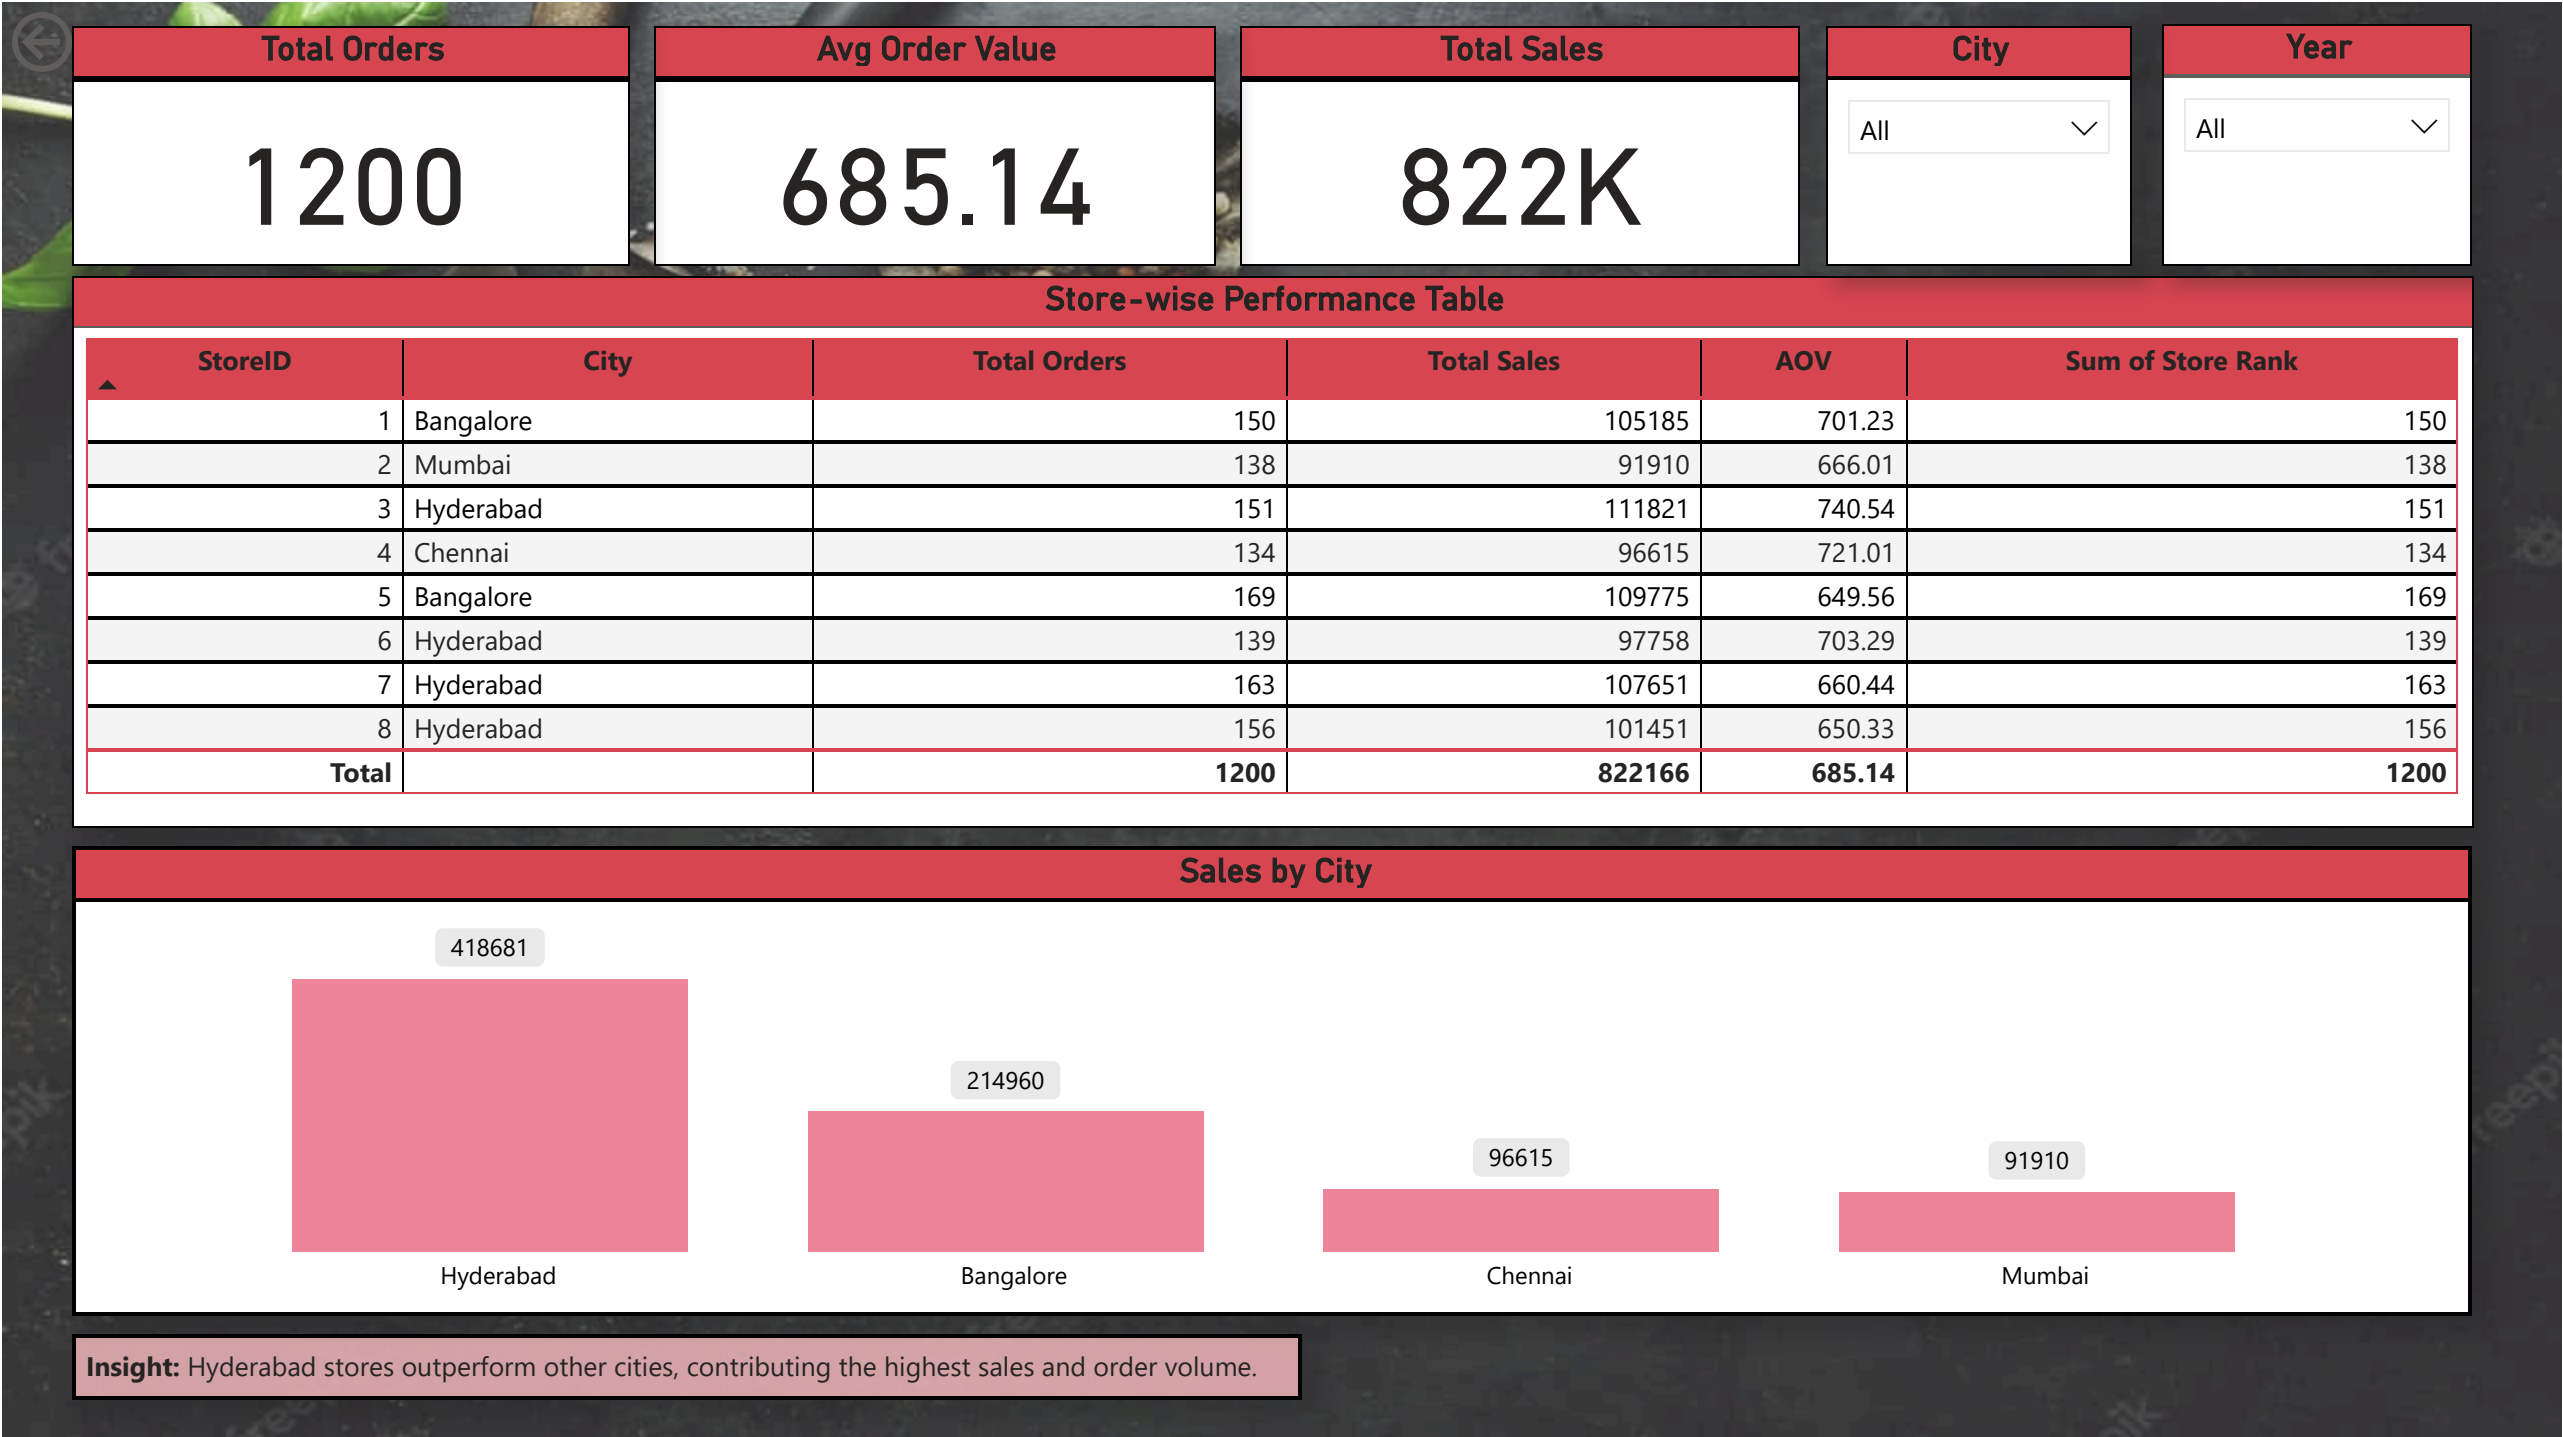 Total Orders
1200
Avg Order Value
685.14
Total Sales
822K
City
All
Year
All
Store-wise Performance Table
StoreID City Total Orders Total Sales AOV Sum of Store Rank
1 Bangalore 150 105185 701.23 150
2 Mumbai 138 91910 666.01 138
3 Hyderabad 151 111821 740.54 151
4 Chennai 134 96615 721.01 134
5 Bangalore 169 109775 649.56 169
6 Hyderabad 139 97758 703.29 139
7 Hyderabad 163 107651 660.44 163
8 Hyderabad 156 101451 650.33 156
Total 1200 822166 685.14 1200
Sales by City
418681
214960
96615
91910
Hyderabad Bangalore Chennai Mumbai
Insight: Hyderabad stores outperform other cities, contributing the highest sales and order volume.